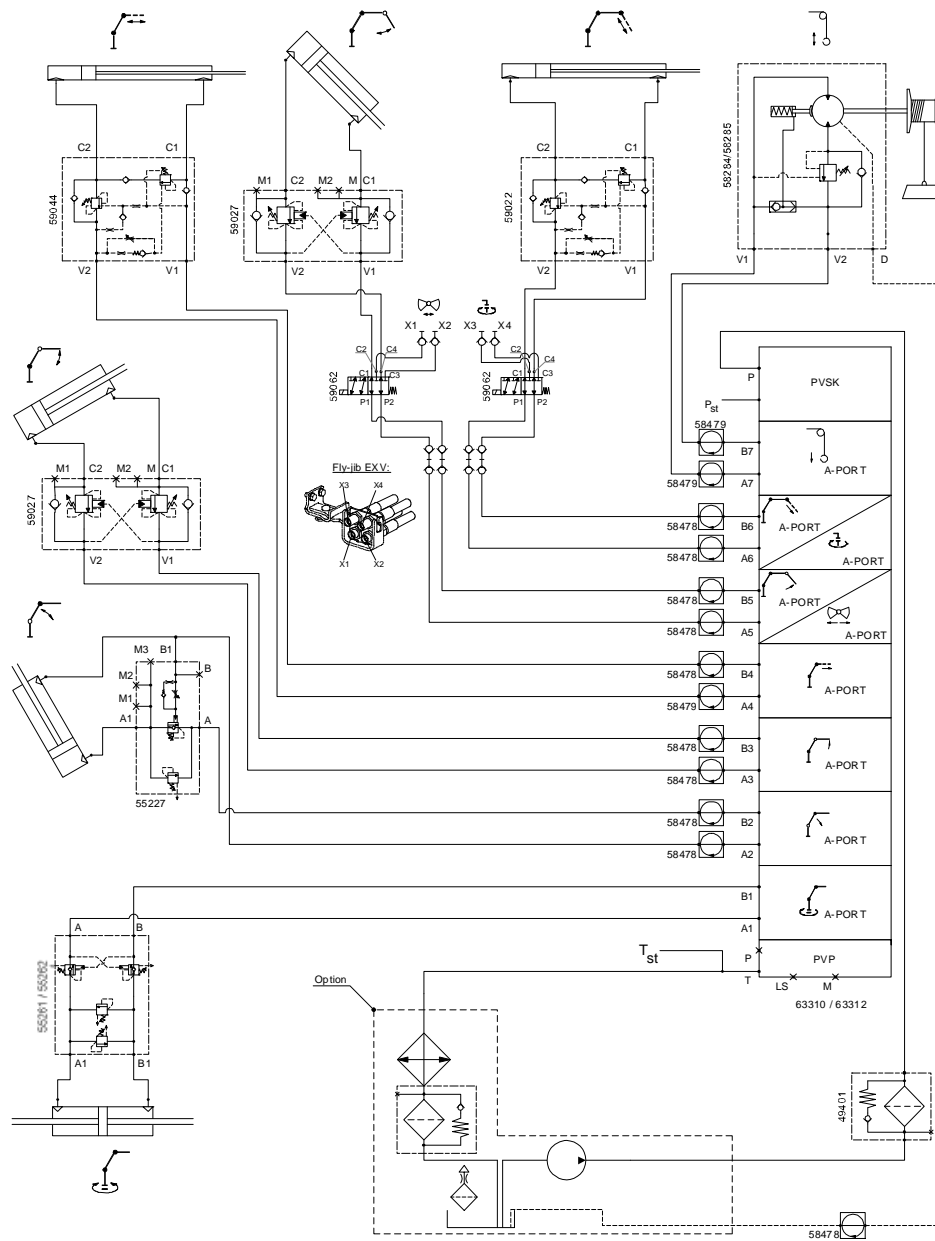 C2 C1
59044
V2 V1
M1 C2 M2 M C1
59027
V2 V1
C2 C1
59022
V2 V1
58284/58285
V1 V2 D
X1 X2
X3 X4
C2 C4
C1 C3
59062
P1 P2
C2 C4
C1 C3
59062
P1 P2
P
PVSK
Pst
58479
B7
A-PORT
58479 A7
58478 B6
A-PORT
58478 A6
A-PORT
58478 B5
A-PORT
58478 A5
A-PORT
58478 B4
A-PORT
58479 A4
58478 B3
A-PORT
58478 A3
58478 B2
A-PORT
58478 A2
B1
A-PORT
A1
P
PVP
T
LS M
63310 / 63312
Tst
Fly-jib EXV:
X3 X4
X1 X2
M1 C2 M2 M C1
59027
V2 V1
M3 B1
B
M2
M1
A1 A
55227
A B
55261 / 55262
A1 B1
Option
49401
58478